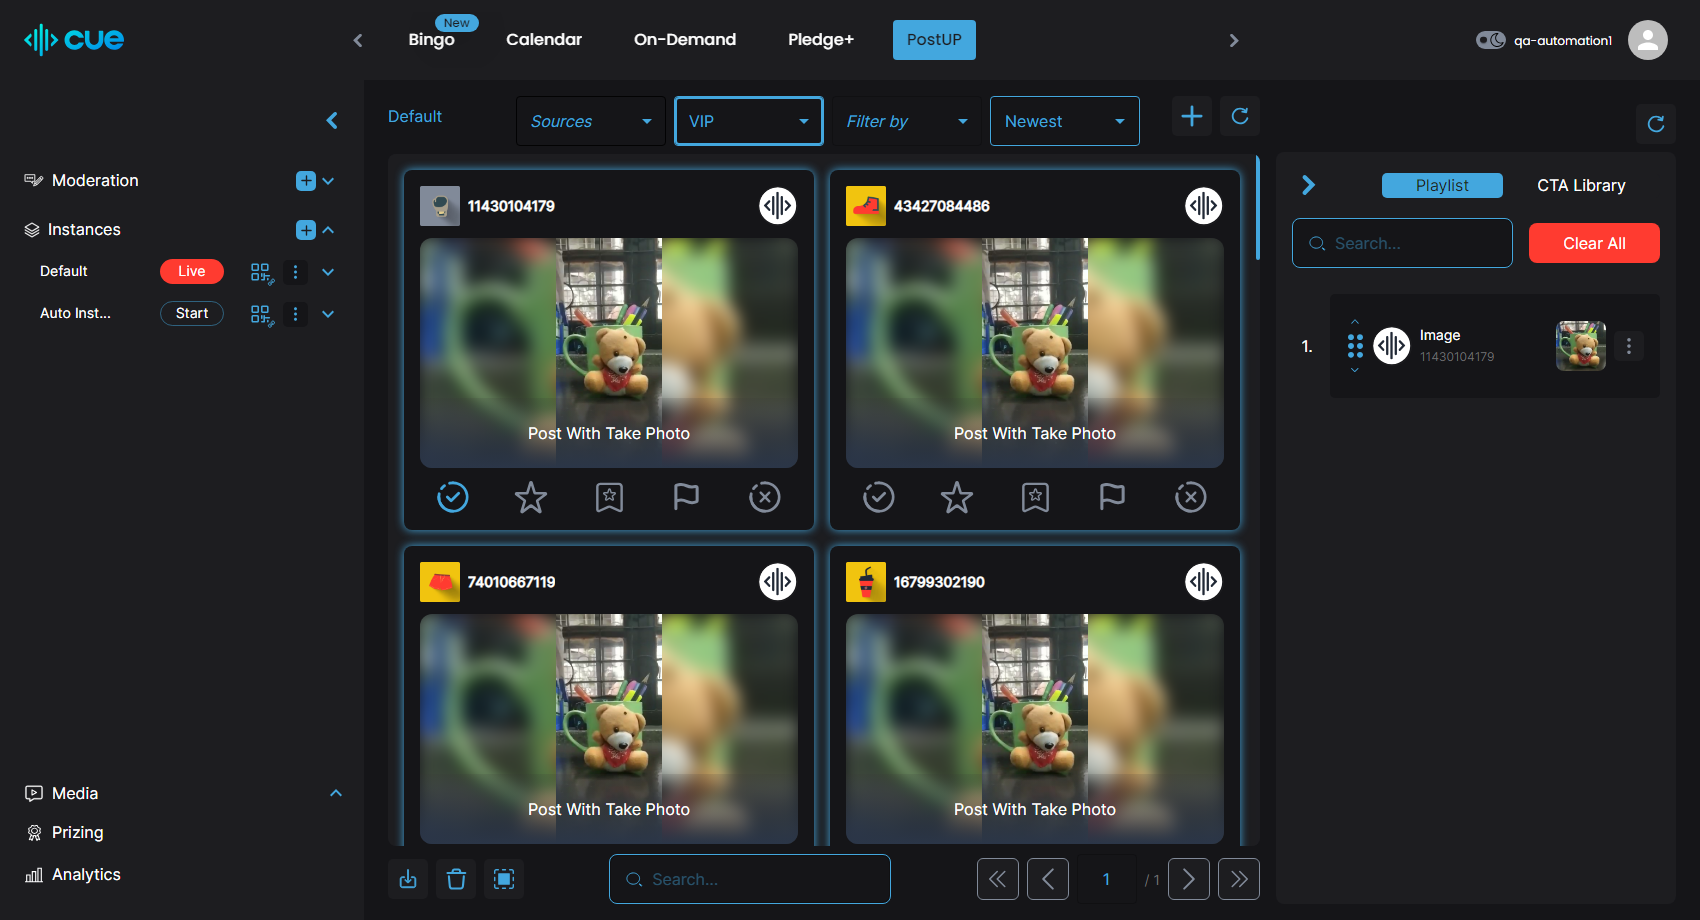 cue
New
Bingo
Calendar
On-Demand
Pledge+
PostUP
qa-automation1
Moderation
Instances
Default
Live
Auto Inst...
Start
Media
Prizing
Analytics
Default
Sources
VIP
Filter by
Newest
11430104179
Post With Take Photo
43427084486
Post With Take Photo
74010667119
Post With Take Photo
16799302190
Post With Take Photo
Search...
1
/ 1
Playlist
CTA Library
Search...
Clear All
1.
Image
11430104179